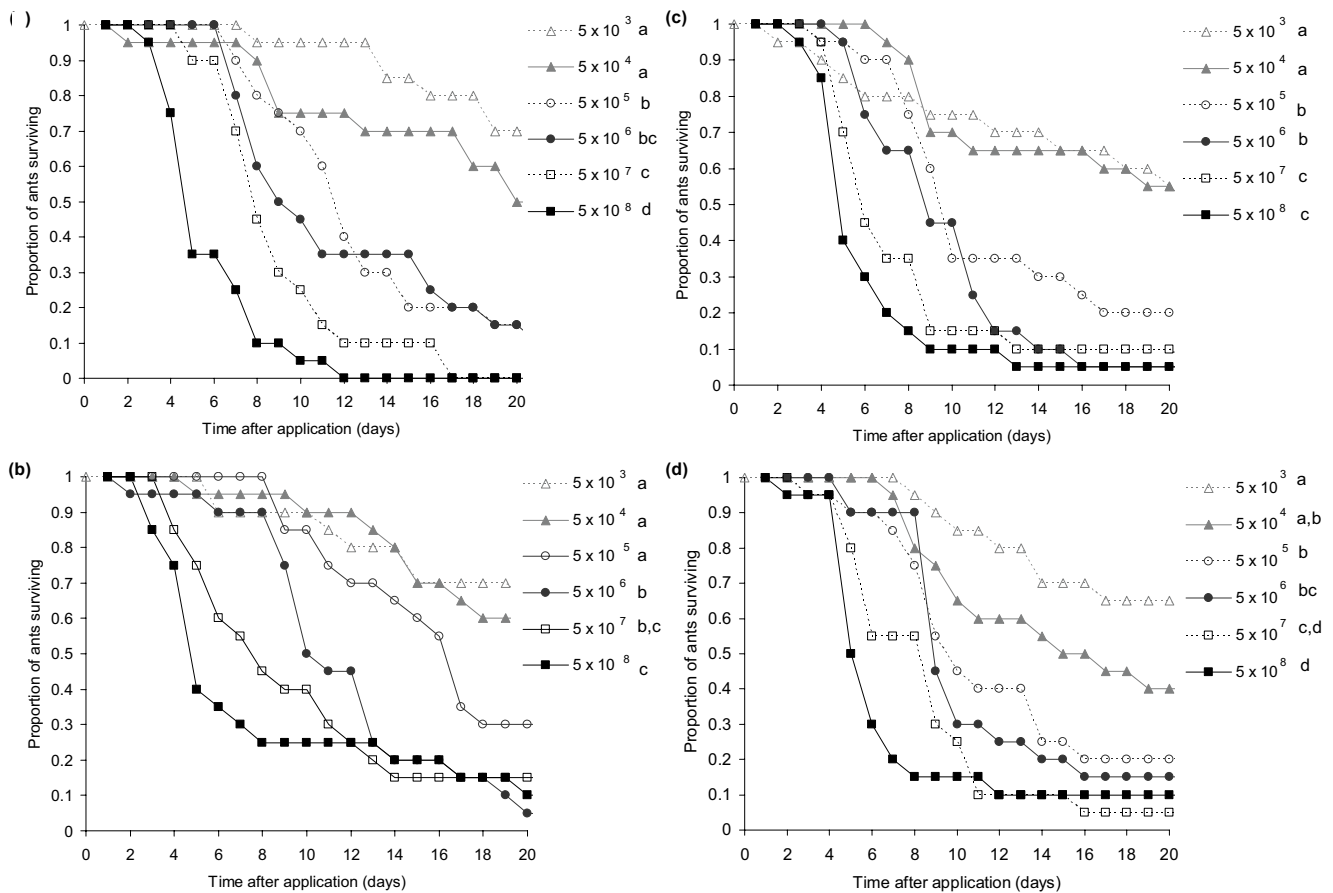 ( )
Proportion of ants surviving
1
0.9
0.8
0.7
0.6
0.5
0.4
0.3
0.2
0.1
0
0 2 4 6 8 10 12 14 16 18 20
Time after application (days)
5 x 10 3 a
5 x 10 4 a
5 x 10 5 b
5 x 10 6 bc
5 x 10 7 c
5 x 10 8 d
(c)
Proportion of ants surviving
1
0.9
0.8
0.7
0.6
0.5
0.4
0.3
0.2
0.1
0
0 2 4 6 8 10 12 14 16 18 20
Time after application (days)
5 x 10 3 a
5 x 10 4 a
5 x 10 5 b
5 x 10 6 b
5 x 10 7 c
5 x 10 8 c
(b)
Proportion of ants surviving
1
0.9
0.8
0.7
0.6
0.5
0.4
0.3
0.2
0.1
0
0 2 4 6 8 10 12 14 16 18 20
Time after application (days)
5 x 10 3 a
5 x 10 4 a
5 x 10 5 a
5 x 10 6 b
5 x 10 7 b,c
5 x 10 8 c
(d)
Proportion of ants surviving
1
0.9
0.8
0.7
0.6
0.5
0.4
0.3
0.2
0.1
0
0 2 4 6 8 10 12 14 16 18 20
Time after application (days)
5 x 10 3 a
5 x 10 4 a,b
5 x 10 5 b
5 x 10 6 bc
5 x 10 7 c,d
5 x 10 8 d